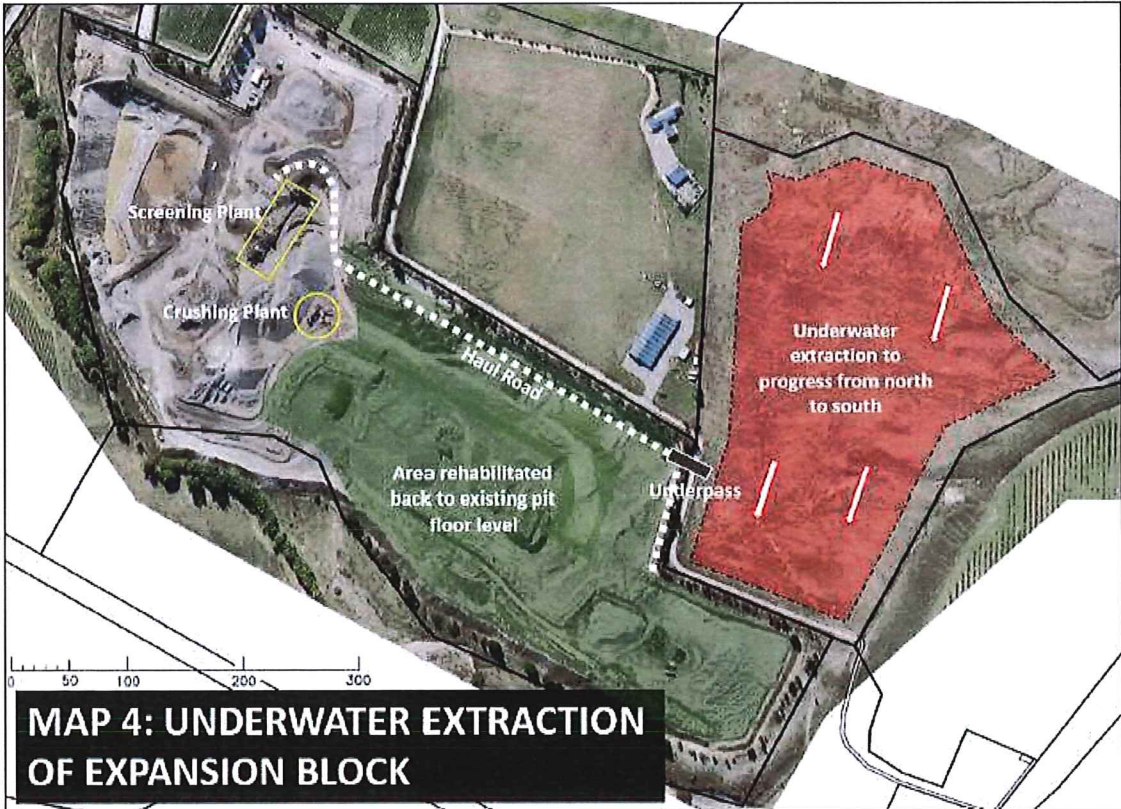 Screening Plant
Crushing Plant
Haul Road
Underwater
extraction to
progress from north
to south
Underpass
Area rehabilitated
back to existing pit
floor level
0 50 100 200 300
MAP 4: UNDERWATER EXTRACTION
OF EXPANSION BLOCK